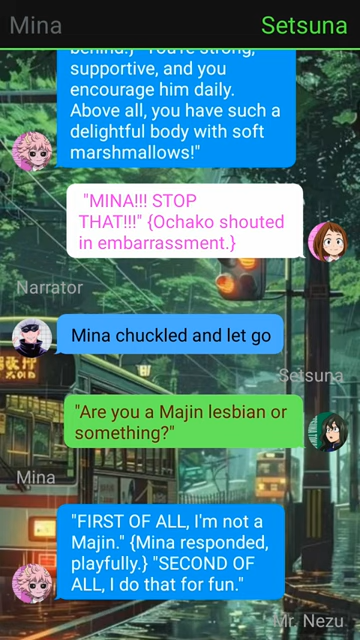 Mina
Setsuna
behind.} "You're strong,
supportive, and you
encourage him daily.
Above all, you have such a
delightful body with soft
marshmallows!"
"MINA!!! STOP
THAT!!!" {Ochako shouted
in embarrassment.}
Narrator
Mina chuckled and let go
Setsuna
"Are you a Majin lesbian or
something?"
Mina
"FIRST OF ALL, I'm not a
Majin." {Mina responded,
playfully.} "SECOND OF
ALL, I do that for fun."
Mr. Nezu